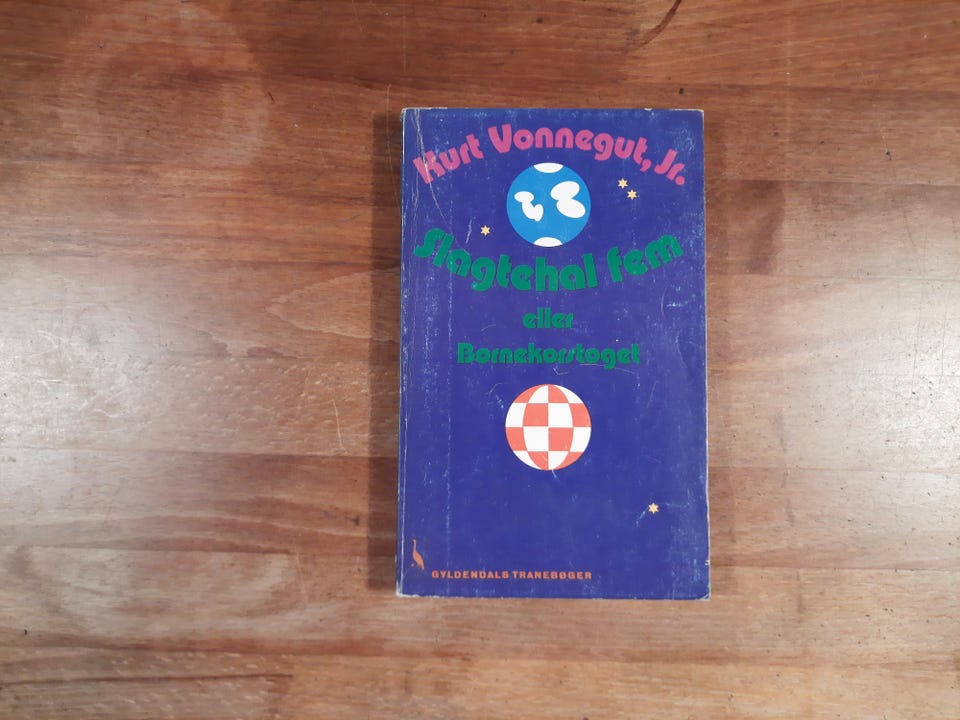 Kurt Vonnegut, Jr.
Slagtehal fem
eller
Børnekorstoget
GYLDENDALS TRANEBØGER